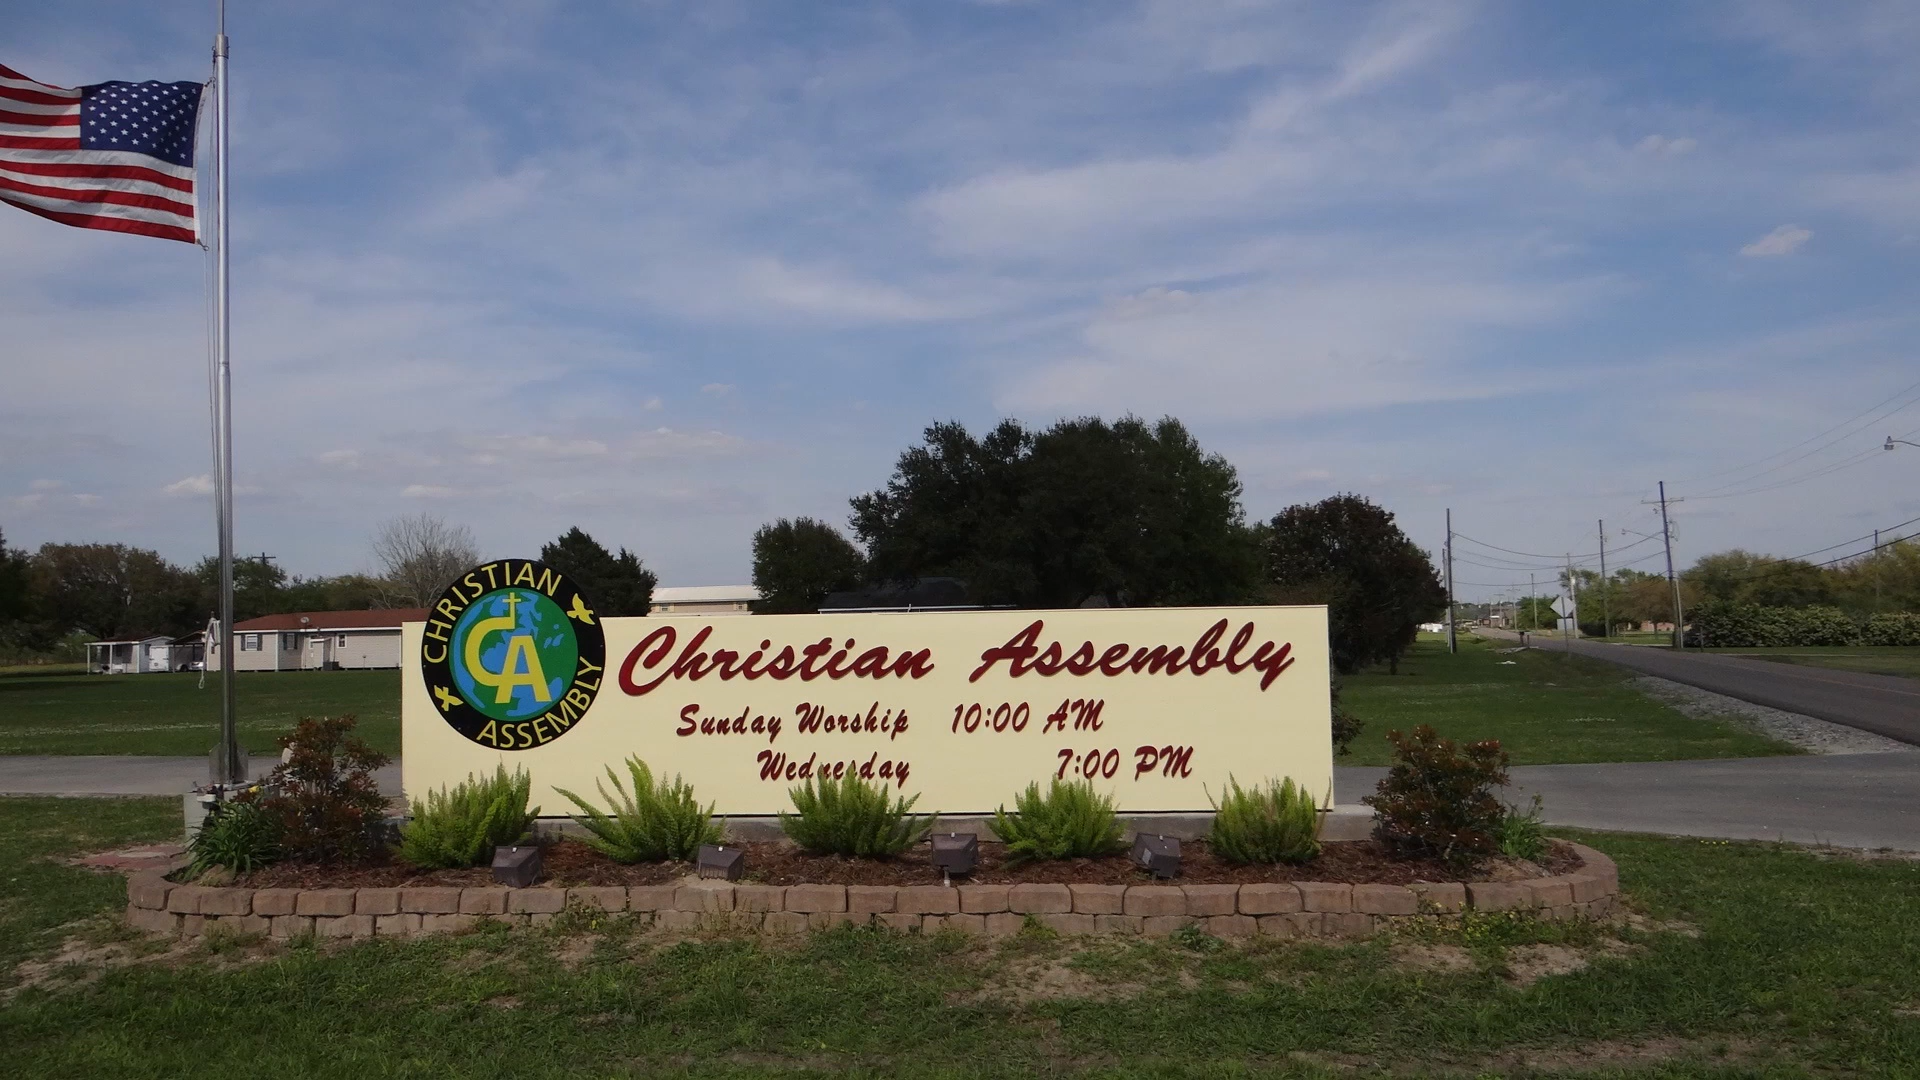 CHRISTIAN
CA
ASSEMBLY
Christian Assembly
Sunday Worship 10:00 AM
Wednesday 7:00 PM